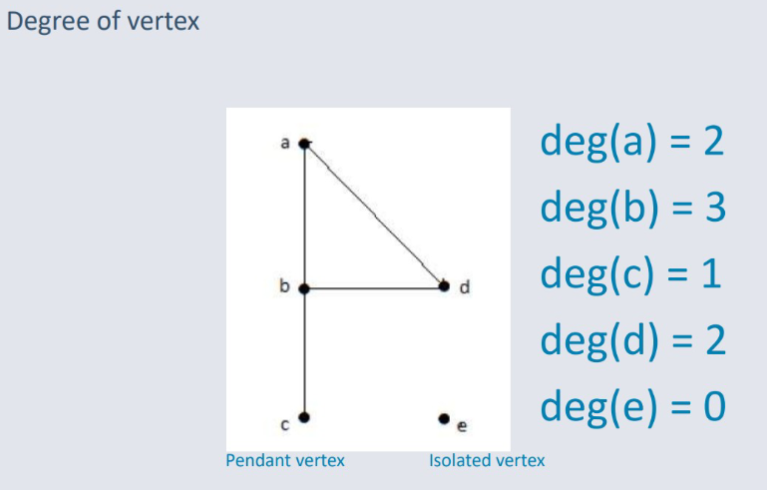 Degree of vertex
a
b
d
c
e
deg(a) = 2
deg(b) = 3
deg(c) = 1
deg(d) = 2
deg(e) = 0
Pendant vertex
Isolated vertex